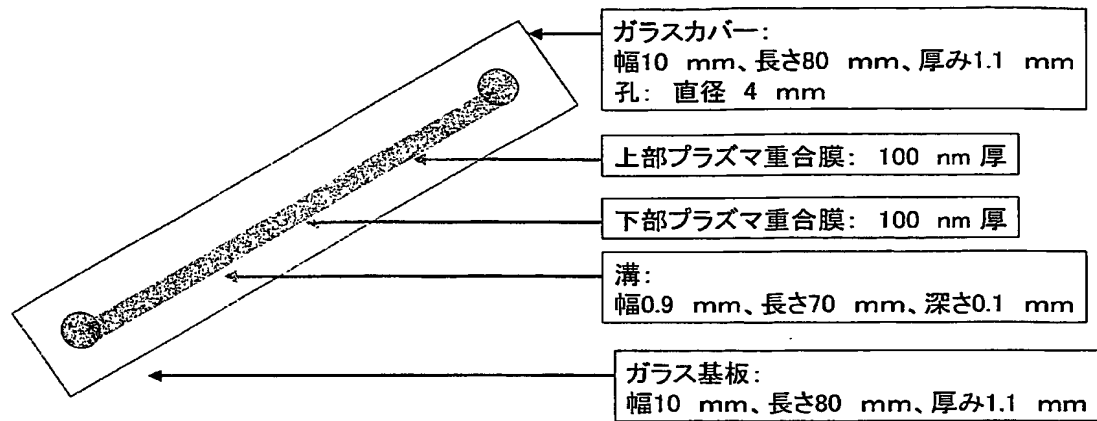 ガラスカバー:
幅10 mm、長さ80 mm、厚み1.1 mm
孔: 直径 4 mm
上部プラズマ重合膜: 100 nm 厚
下部プラズマ重合膜: 100 nm 厚
溝:
幅0.9 mm、長さ70 mm、深さ0.1 mm
ガラス基板:
幅10 mm、長さ80 mm、厚み1.1 mm